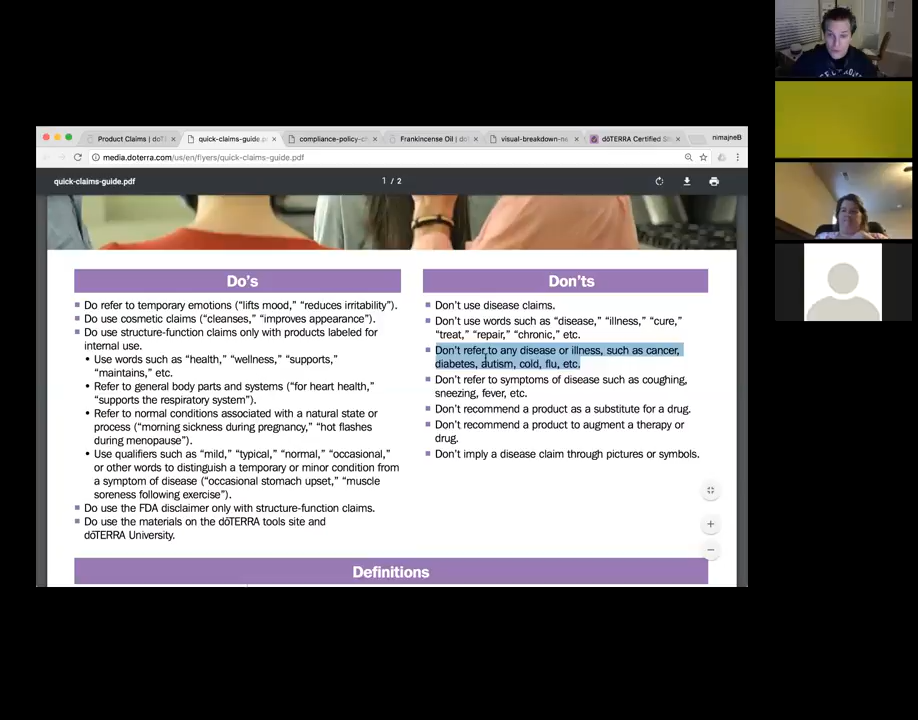 Product Claims | doT
quick-claims-guide.p
compliance-policy-c
Frankincense Oil | do
visual-breakdown-ne
dōTERRA Certified Si
nimajneB
media.doterra.com/us/en/fiyers/quick-claims-guide.pdf
quick-claims-guide.pdf
1 / 2
Do's
Do refer to temporary emotions (“lifts mood,” “reduces irritability”).
Do use cosmetic claims (“cleanses,” “improves appearance”).
Do use structure-function claims only with products labeled for
internal use.
• Use words such as “health,” “wellness,” “supports,”
“maintains,” etc.
• Refer to general body parts and systems (“for heart health,”
“supports the respiratory system”).
• Refer to normal conditions associated with a natural state or
process (“morning sickness during pregnancy,” “hot flashes
during menopause”).
• Use qualifiers such as “mild,” “typical,” “normal,” “occasional,”
or other words to distinguish a temporary or minor condition from
a symptom of disease (“occasional stomach upset,” “muscle
soreness following exercise”).
Do use the FDA disclaimer only with structure-function claims.
Do use the materials on the dōTERRA tools site and
dōTERRA University.
Don'ts
Don't use disease claims.
Don't use words such as “disease,” “illness,” “cure,”
“treat,” “repair,” “chronic,” etc.
Don't refer to any disease or illness, such as cancer,
diabetes, autism, cold, flu, etc.
Don't refer to symptoms of disease such as coughing,
sneezing, fever, etc.
Don't recommend a product as a substitute for a drug.
Don't recommend a product to augment a therapy or
drug.
Don't imply a disease claim through pictures or symbols.
Definitions